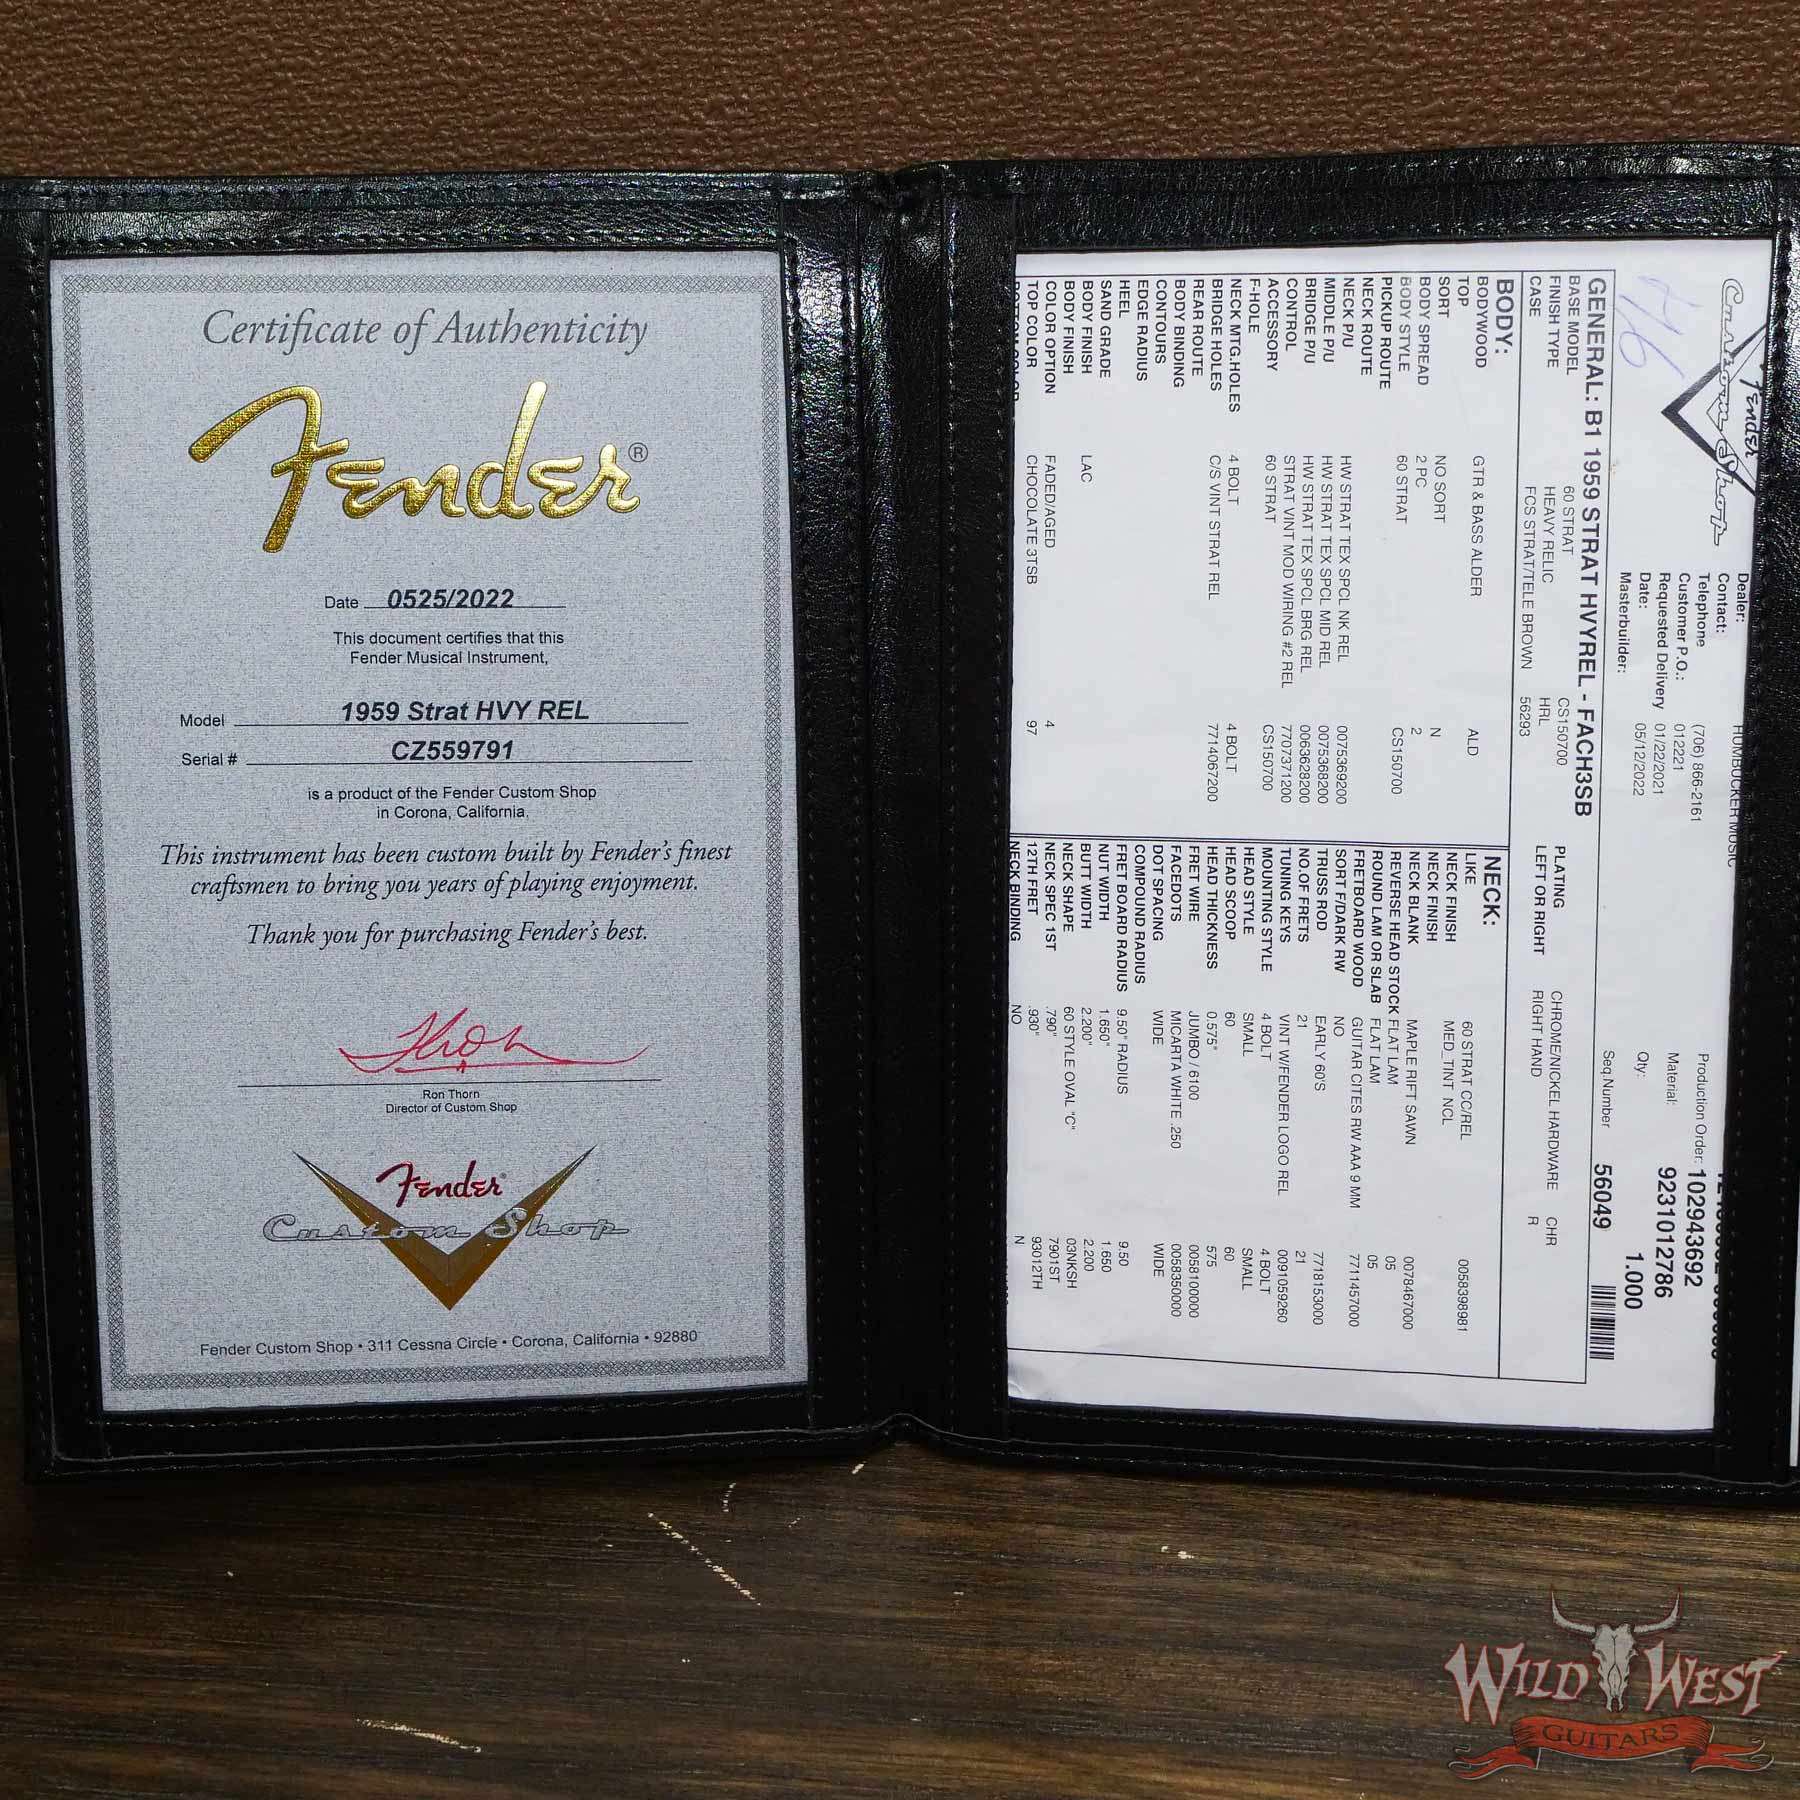 Certificate of Authenticity
Fender®
Date 0525/2022
This document certifies that this
Fender Musical Instrument,
Model 1959 Strat HVY REL
Serial # CZ559791
is a product of the Fender Custom Shop
in Corona, California,
This instrument has been custom built by Fender's finest
craftsmen to bring you years of playing enjoyment.
Thank you for purchasing Fender's best.
Ron Thorn
Director of Custom Shop
Fender®
Custom Shop
Fender Custom Shop • 311 Cessna Circle • Corona, California • 92880
Fender
Custom Shop
Dealer: HUMBUCKER MUSIC
Contact:
Telephone (706) 866-2161
Customer P.O.: 012221
Requested Delivery 01/22/2021
Date: 05/12/2022
Masterbuilder:
Production Order: 102943692
Material: 9231012786
Qty: 1.000
Seq.Number 56049
GENERAL: B1 1959 STRAT HVYREL - FACH3SB
BASE MODEL 60 STRAT CS150700 PLATING CHROME/NICKEL HARDWARE CHR
FINISH TYPE HEAVY RELIC HRL LEFT OR RIGHT RIGHT HAND R
CASE FCS STRAT/TELE BROWN 56293
BODY:
BODYWOOD GTR & BASS ALDER ALD
TOP
SORT NO SORT N
BODY SPREAD 2 PC 2
BODY STYLE 60 STRAT CS150700
PICKUP ROUTE
NECK ROUTE
NECK P/U HW STRAT TEX SPCL NK REL 0075369200
MIDDLE P/U HW STRAT TEX SPCL MID REL 0075368200
BRIDGE P/U HW STRAT TEX SPCL BRG REL 0063628200
CONTROL STRAT VINT MOD WIRING #2 REL 7707371200
ACCESSORY 60 STRAT CS150700
F-HOLE
NECK MTG.HOLES 4 BOLT 4 BOLT
BRIDGE HOLES C/S VINT STRAT REL 7714067200
REAR ROUTE
BODY BINDING
CONTOURS
EDGE RADIUS
HEEL
SAND GRADE
BODY FINISH LAC
BODY FINISH
COLOR OPTION FADED/AGED 4
TOP COLOR CHOCOLATE 3TSB 97
NECK:
LIKE 60 STRAT CC/REL 0058398981
NECK FINISH MED_TINT NCL
NECK FINISH
NECK BLANK MAPLE RIFT SAWN 0078467000
REVERSE HEAD STOCK FLAT LAM 05
ROUND LAM OR SLAB FLAT LAM 05
FRETBOARD WOOD GUITAR CITES RW AAA 9 MM 7711457000
SORT F/DARK RW NO
TRUSS ROD EARLY 60'S 7718153000
NO.OF FRETS 21 21
TUNING KEYS VINT W/FENDER LOGO REL 0091059260
MOUNTING STYLE 4 BOLT 4 BOLT
HEAD STYLE SMALL SMALL
HEAD SCOOP 60 60
HEAD THICKNESS 0.575" 575
FRET WIRE JUMBO / 6100 0058100000
FACEDOTS MICARTA WHITE .250 0058350000
DOT SPACING WIDE WIDE
COMPOUND RADIUS
FRET BOARD RADIUS 9.50" RADIUS 9.50
NUT WIDTH 1.650" 1.650
BUTT WIDTH 2.200" 2.200
NECK SHAPE 60 STYLE OVAL "C" 03NKSH
NECK SPEC 1ST .790" 7901ST
12TH FRET .930" 93012TH
NECK BINDING NO N
WILD WEST
GUITARS